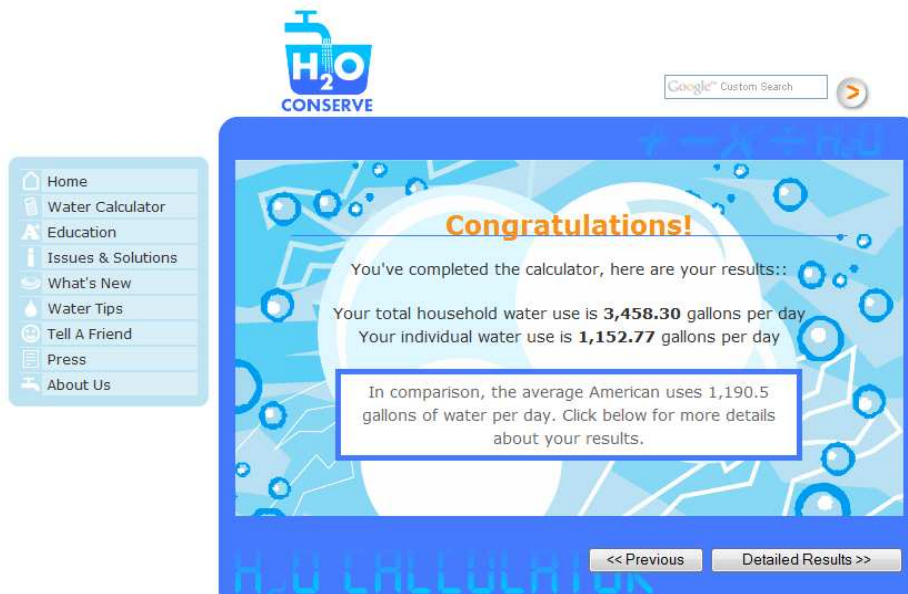 H2O
CONSERVE
Google™ Custom Search
+ - X ÷ H2O
Home
Water Calculator
Education
Issues & Solutions
What's New
Water Tips
Tell A Friend
Press
About Us
Congratulations!
You've completed the calculator, here are your results::
Your total household water use is 3,458.30 gallons per day
Your individual water use is 1,152.77 gallons per day
In comparison, the average American uses 1,190.5
gallons of water per day. Click below for more details
about your results.
<< Previous
Detailed Results >>
H2O CALCULATOR